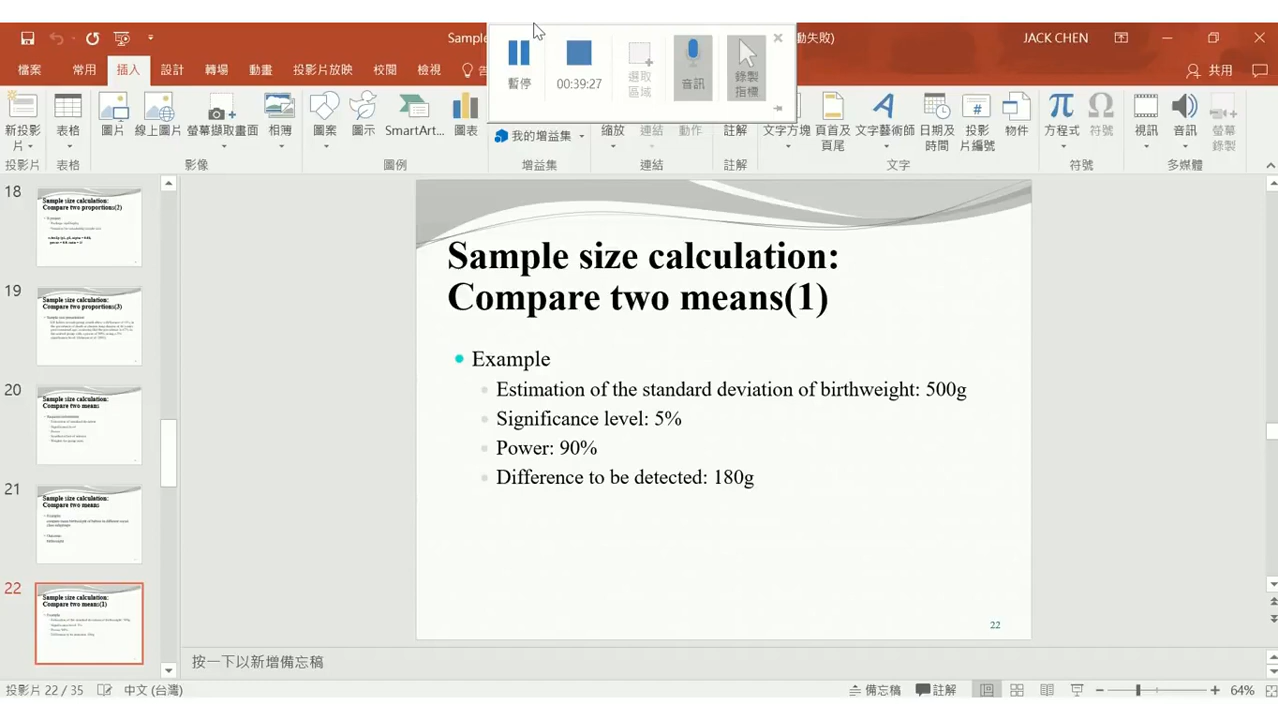 Sample
動失敗)
JACK CHEN
暫停
00:39:27
選取
區域
音訊
錄製
指標
檔案
常用
插入
設計
轉場
動畫
投影片放映
校閱
檢視
共用
新投影
片
表格
圖片
線上圖片
螢幕擷取畫面
相簿
圖案
圖示
SmartArt...
圖表
我的增益集
縮放
連結
動作
註解
文字方塊
頁首及
頁尾
文字藝術師
日期及
時間
投影
片編號
物件
方程式
符號
視訊
音訊
螢幕
錄製
投影片
表格
影像
圖例
增益集
連結
註解
文字
符號
多媒體
18
Sample size calculation:
Compare two proportions(2)
19
Sample size calculation:
Compare two proportions(3)
20
Sample size calculation:
Compare two means
21
Sample size calculation:
Compare two means
22
Sample size calculation:
Compare two means(1)
Sample size calculation:
Compare two means(1)
Example
Estimation of the standard deviation of birthweight: 500g
Significance level: 5%
Power: 90%
Difference to be detected: 180g
22
按一下以新增備忘稿
投影片 22 / 35
中文 (台灣)
備忘稿
註解
64%